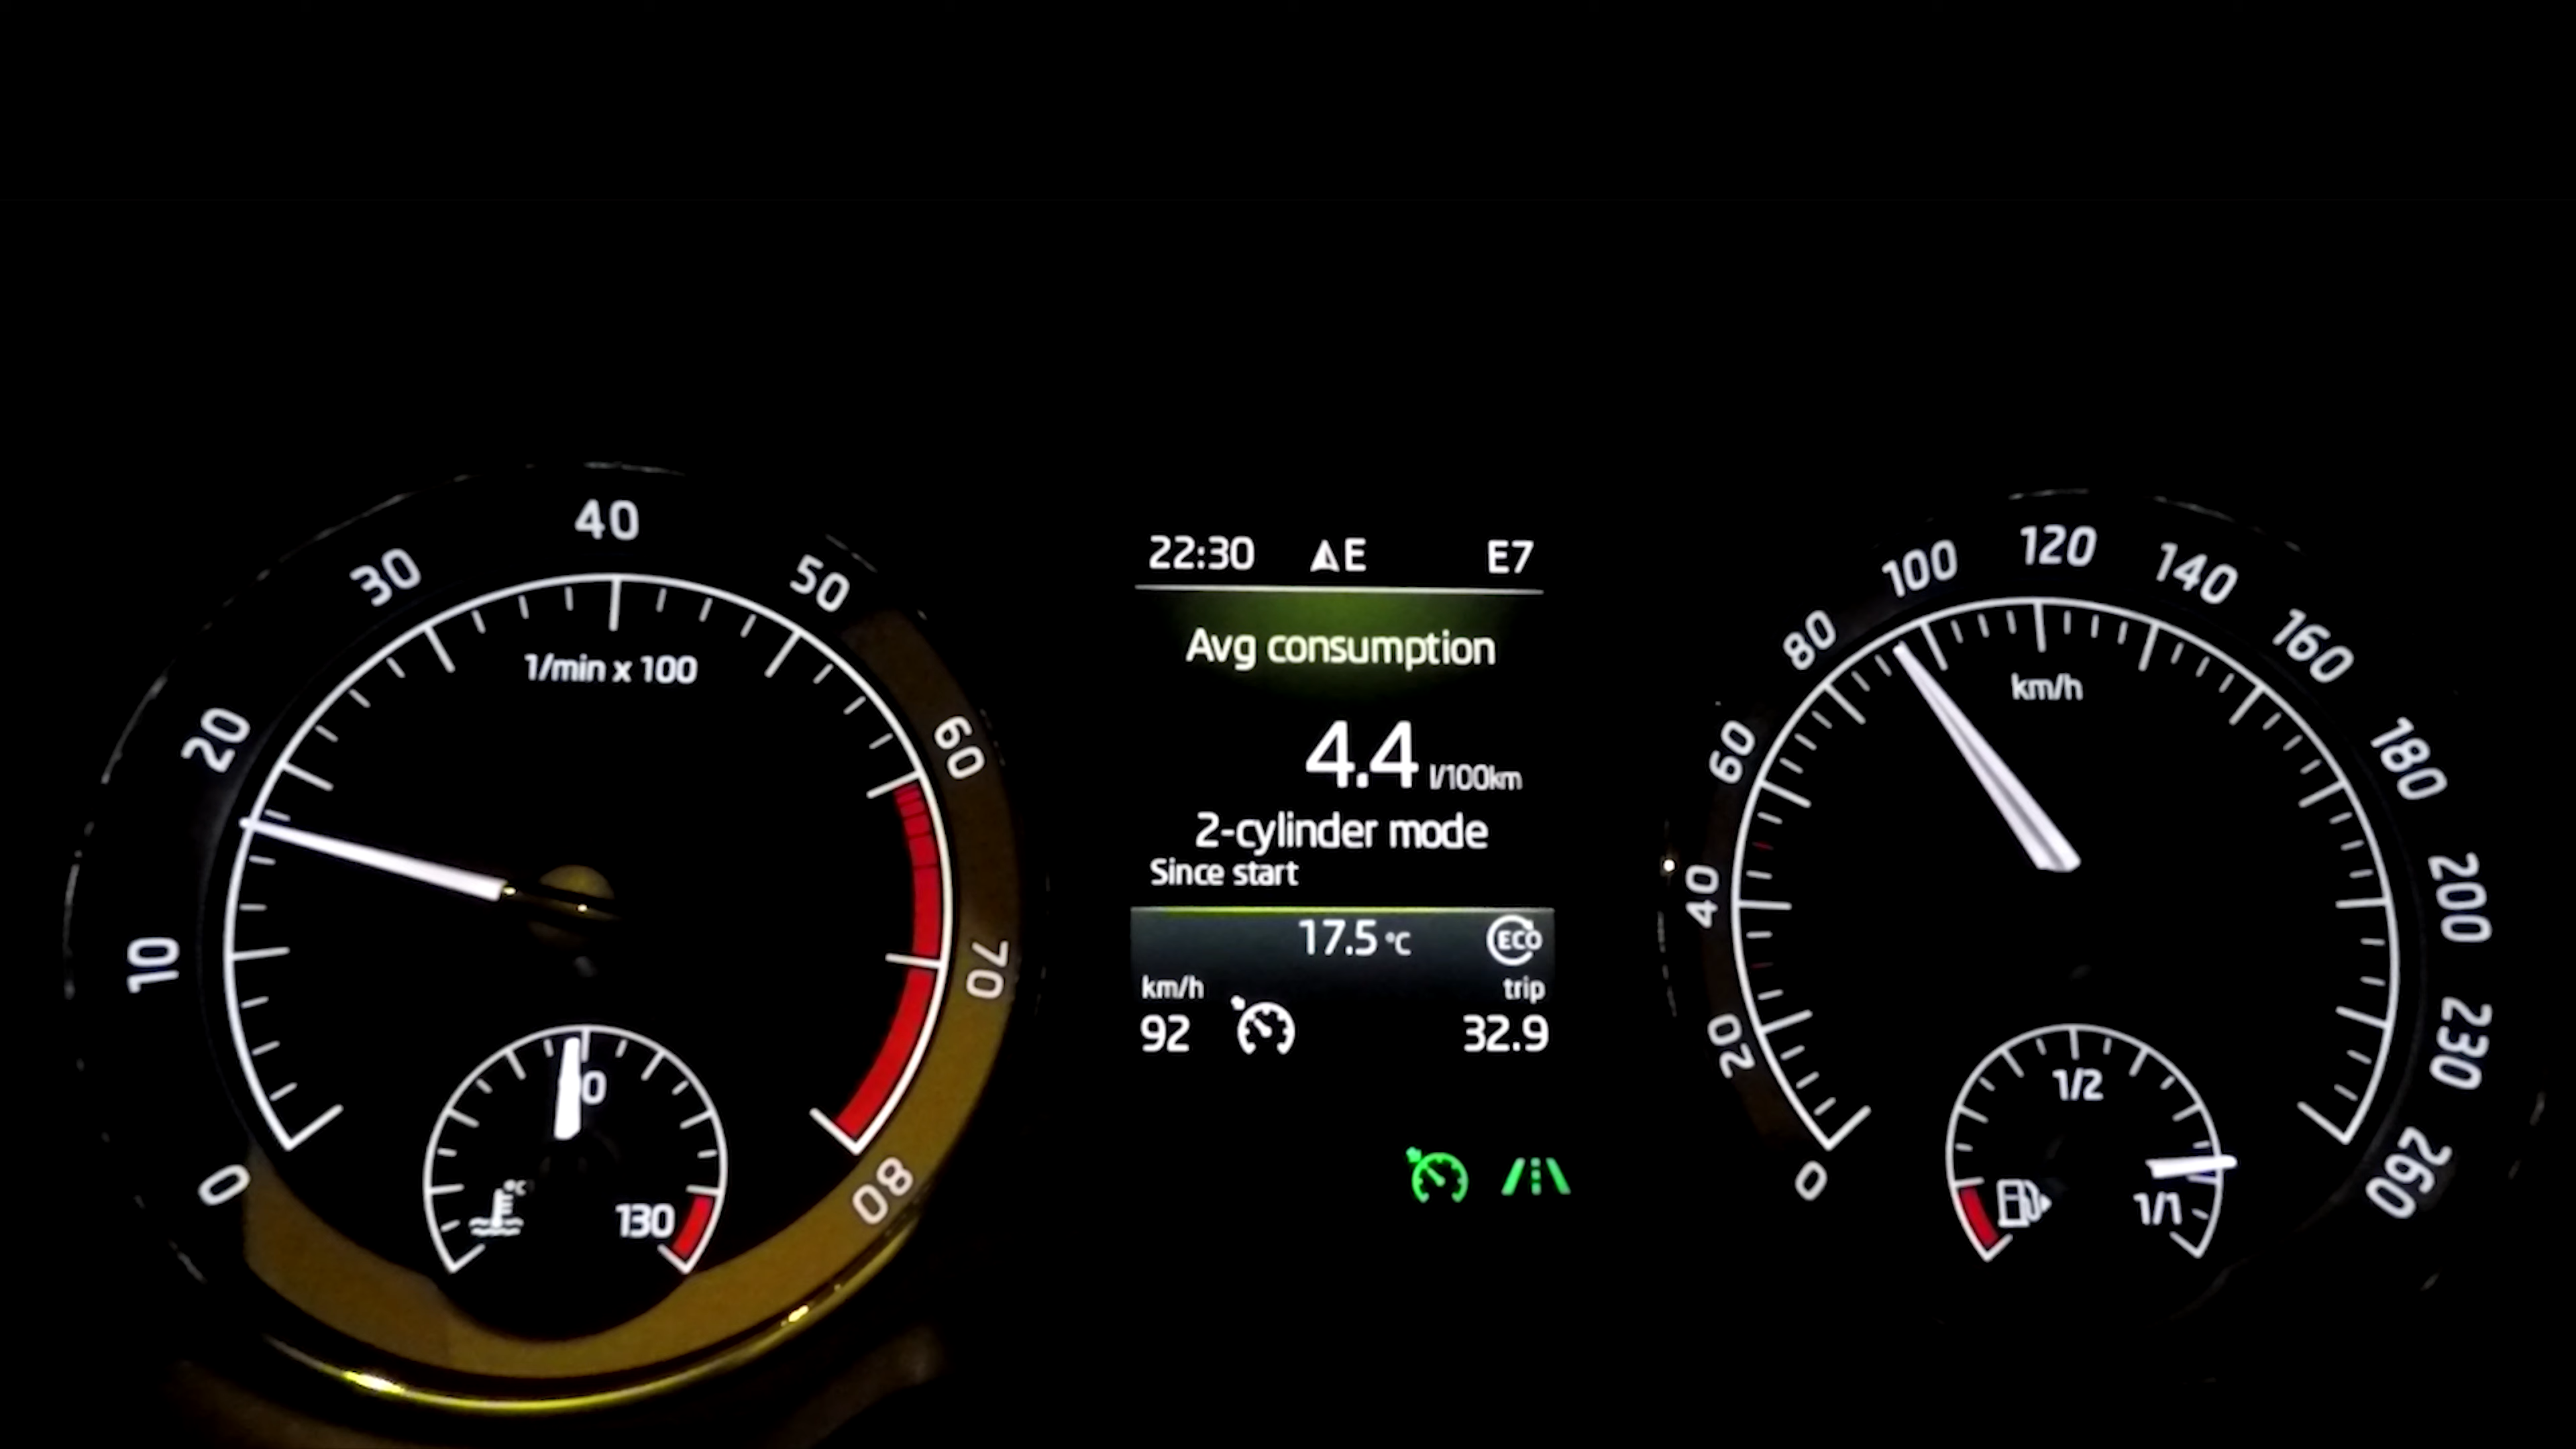 0
10
20
30
40
50
60
70
80
1/min x 100
°C
130
22:30 E E7
Avg consumption
4.4 l/100km
2-cylinder mode
Since start
17.5 °C ECO
km/h trip
92 32.9
0
20
40
60
80
100
120
140
160
180
200
230
260
km/h
1/2
1/1